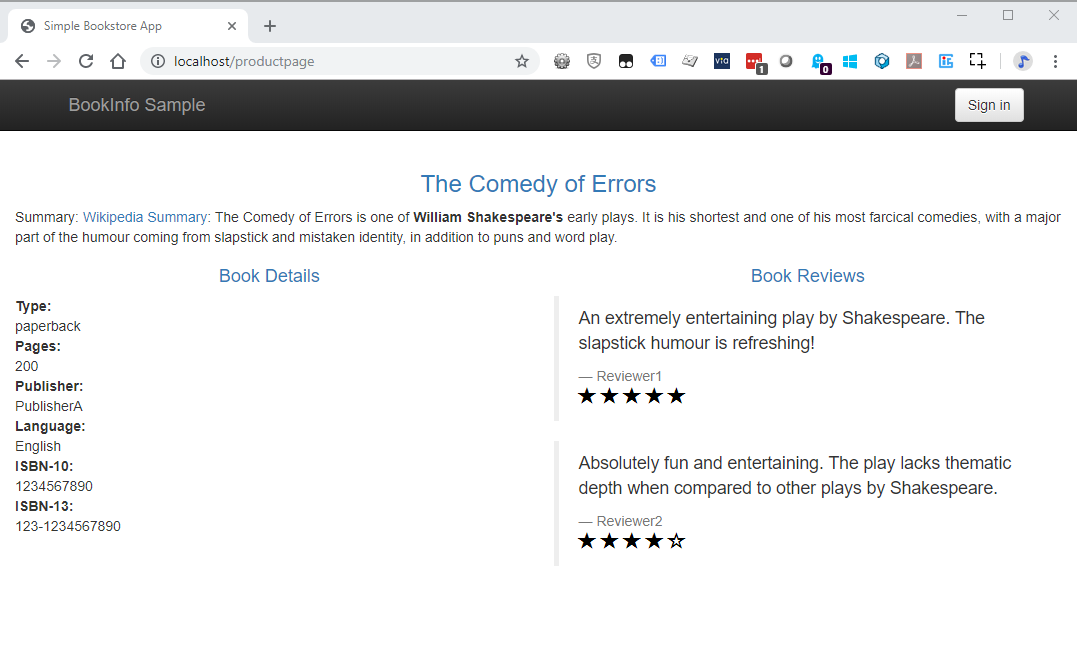 Simple Bookstore App
localhost/productpage
vta
1
0
BookInfo Sample
Sign in
The Comedy of Errors
Summary: Wikipedia Summary: The Comedy of Errors is one of William Shakespeare's early plays. It is his shortest and one of his most farcical comedies, with a major
part of the humour coming from slapstick and mistaken identity, in addition to puns and word play.
Book Details
Type:
paperback
Pages:
200
Publisher:
PublisherA
Language:
English
ISBN-10:
1234567890
ISBN-13:
123-1234567890
Book Reviews
An extremely entertaining play by Shakespeare. The
slapstick humour is refreshing!
— Reviewer1
★★★★★
Absolutely fun and entertaining. The play lacks thematic
depth when compared to other plays by Shakespeare.
— Reviewer2
★★★★☆